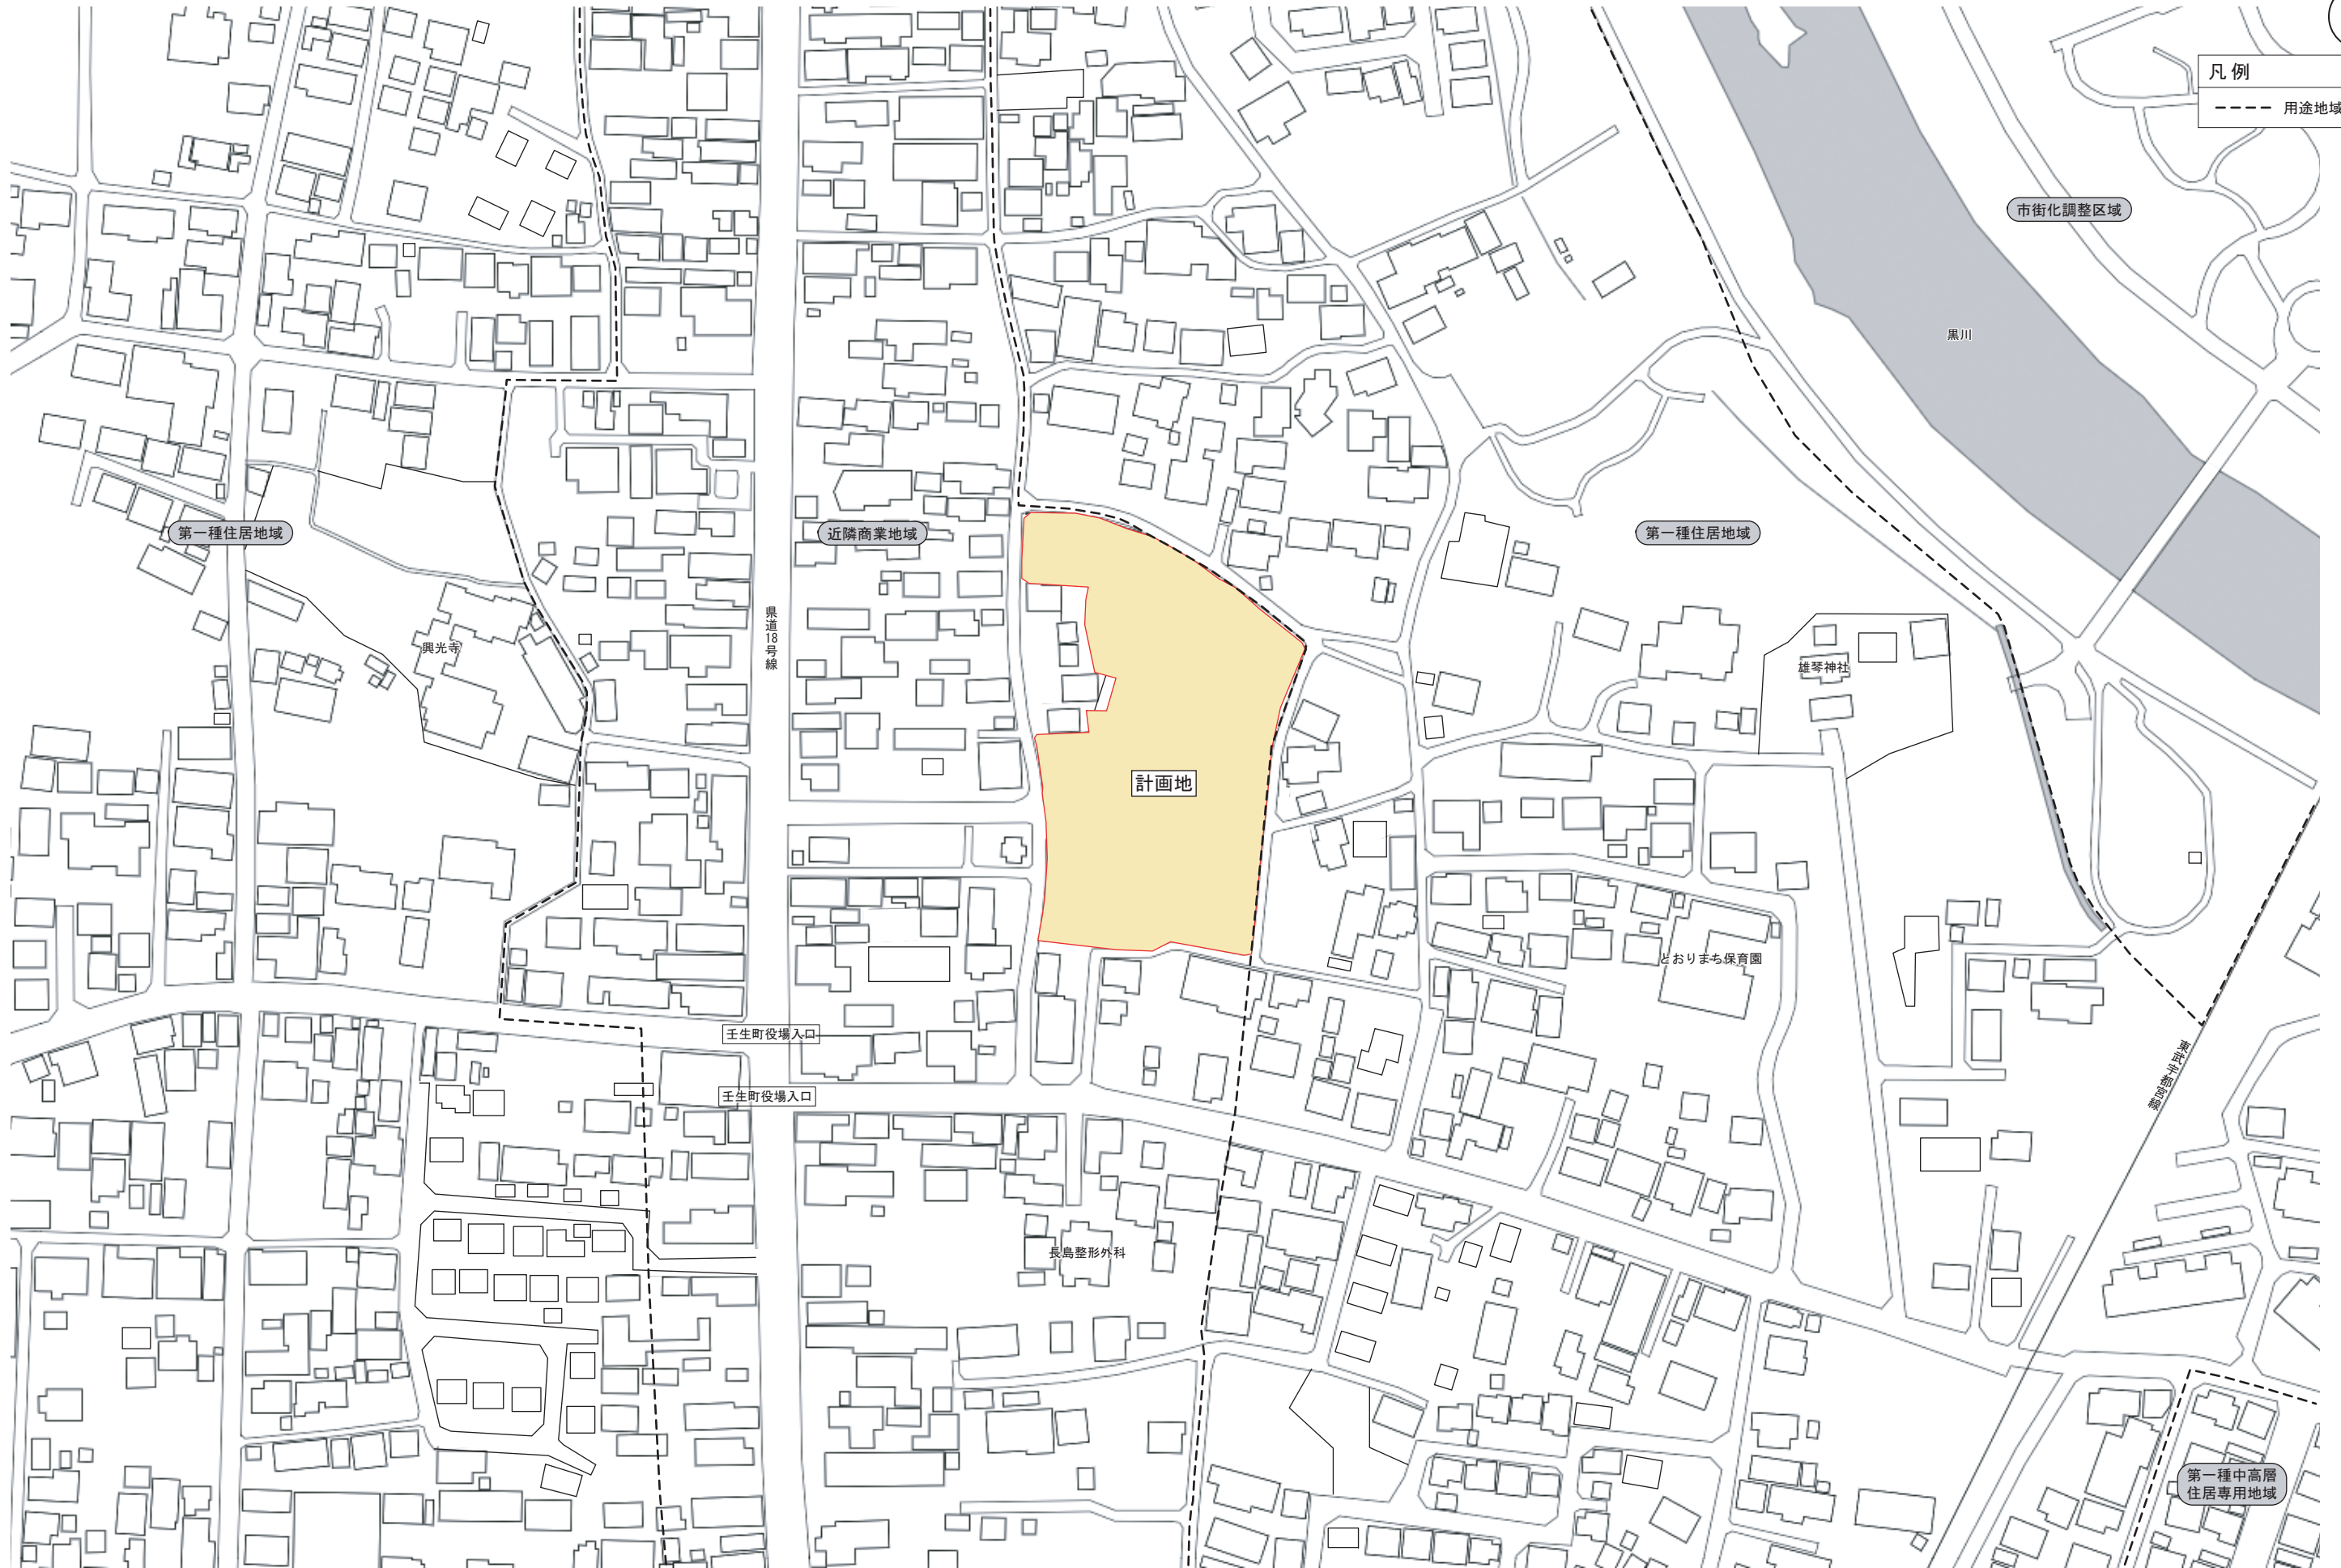 凡例
用途地域
市街化調整区域
黒川
第一種住居地域
近隣商業地域
第一種住居地域
県道18号線
興光寺
雄琴神社
計画地
とおりまち保育園
壬生町役場入口
東武宇都宮線
壬生町役場入口
長島整形外科
第一種中高層
住居専用地域